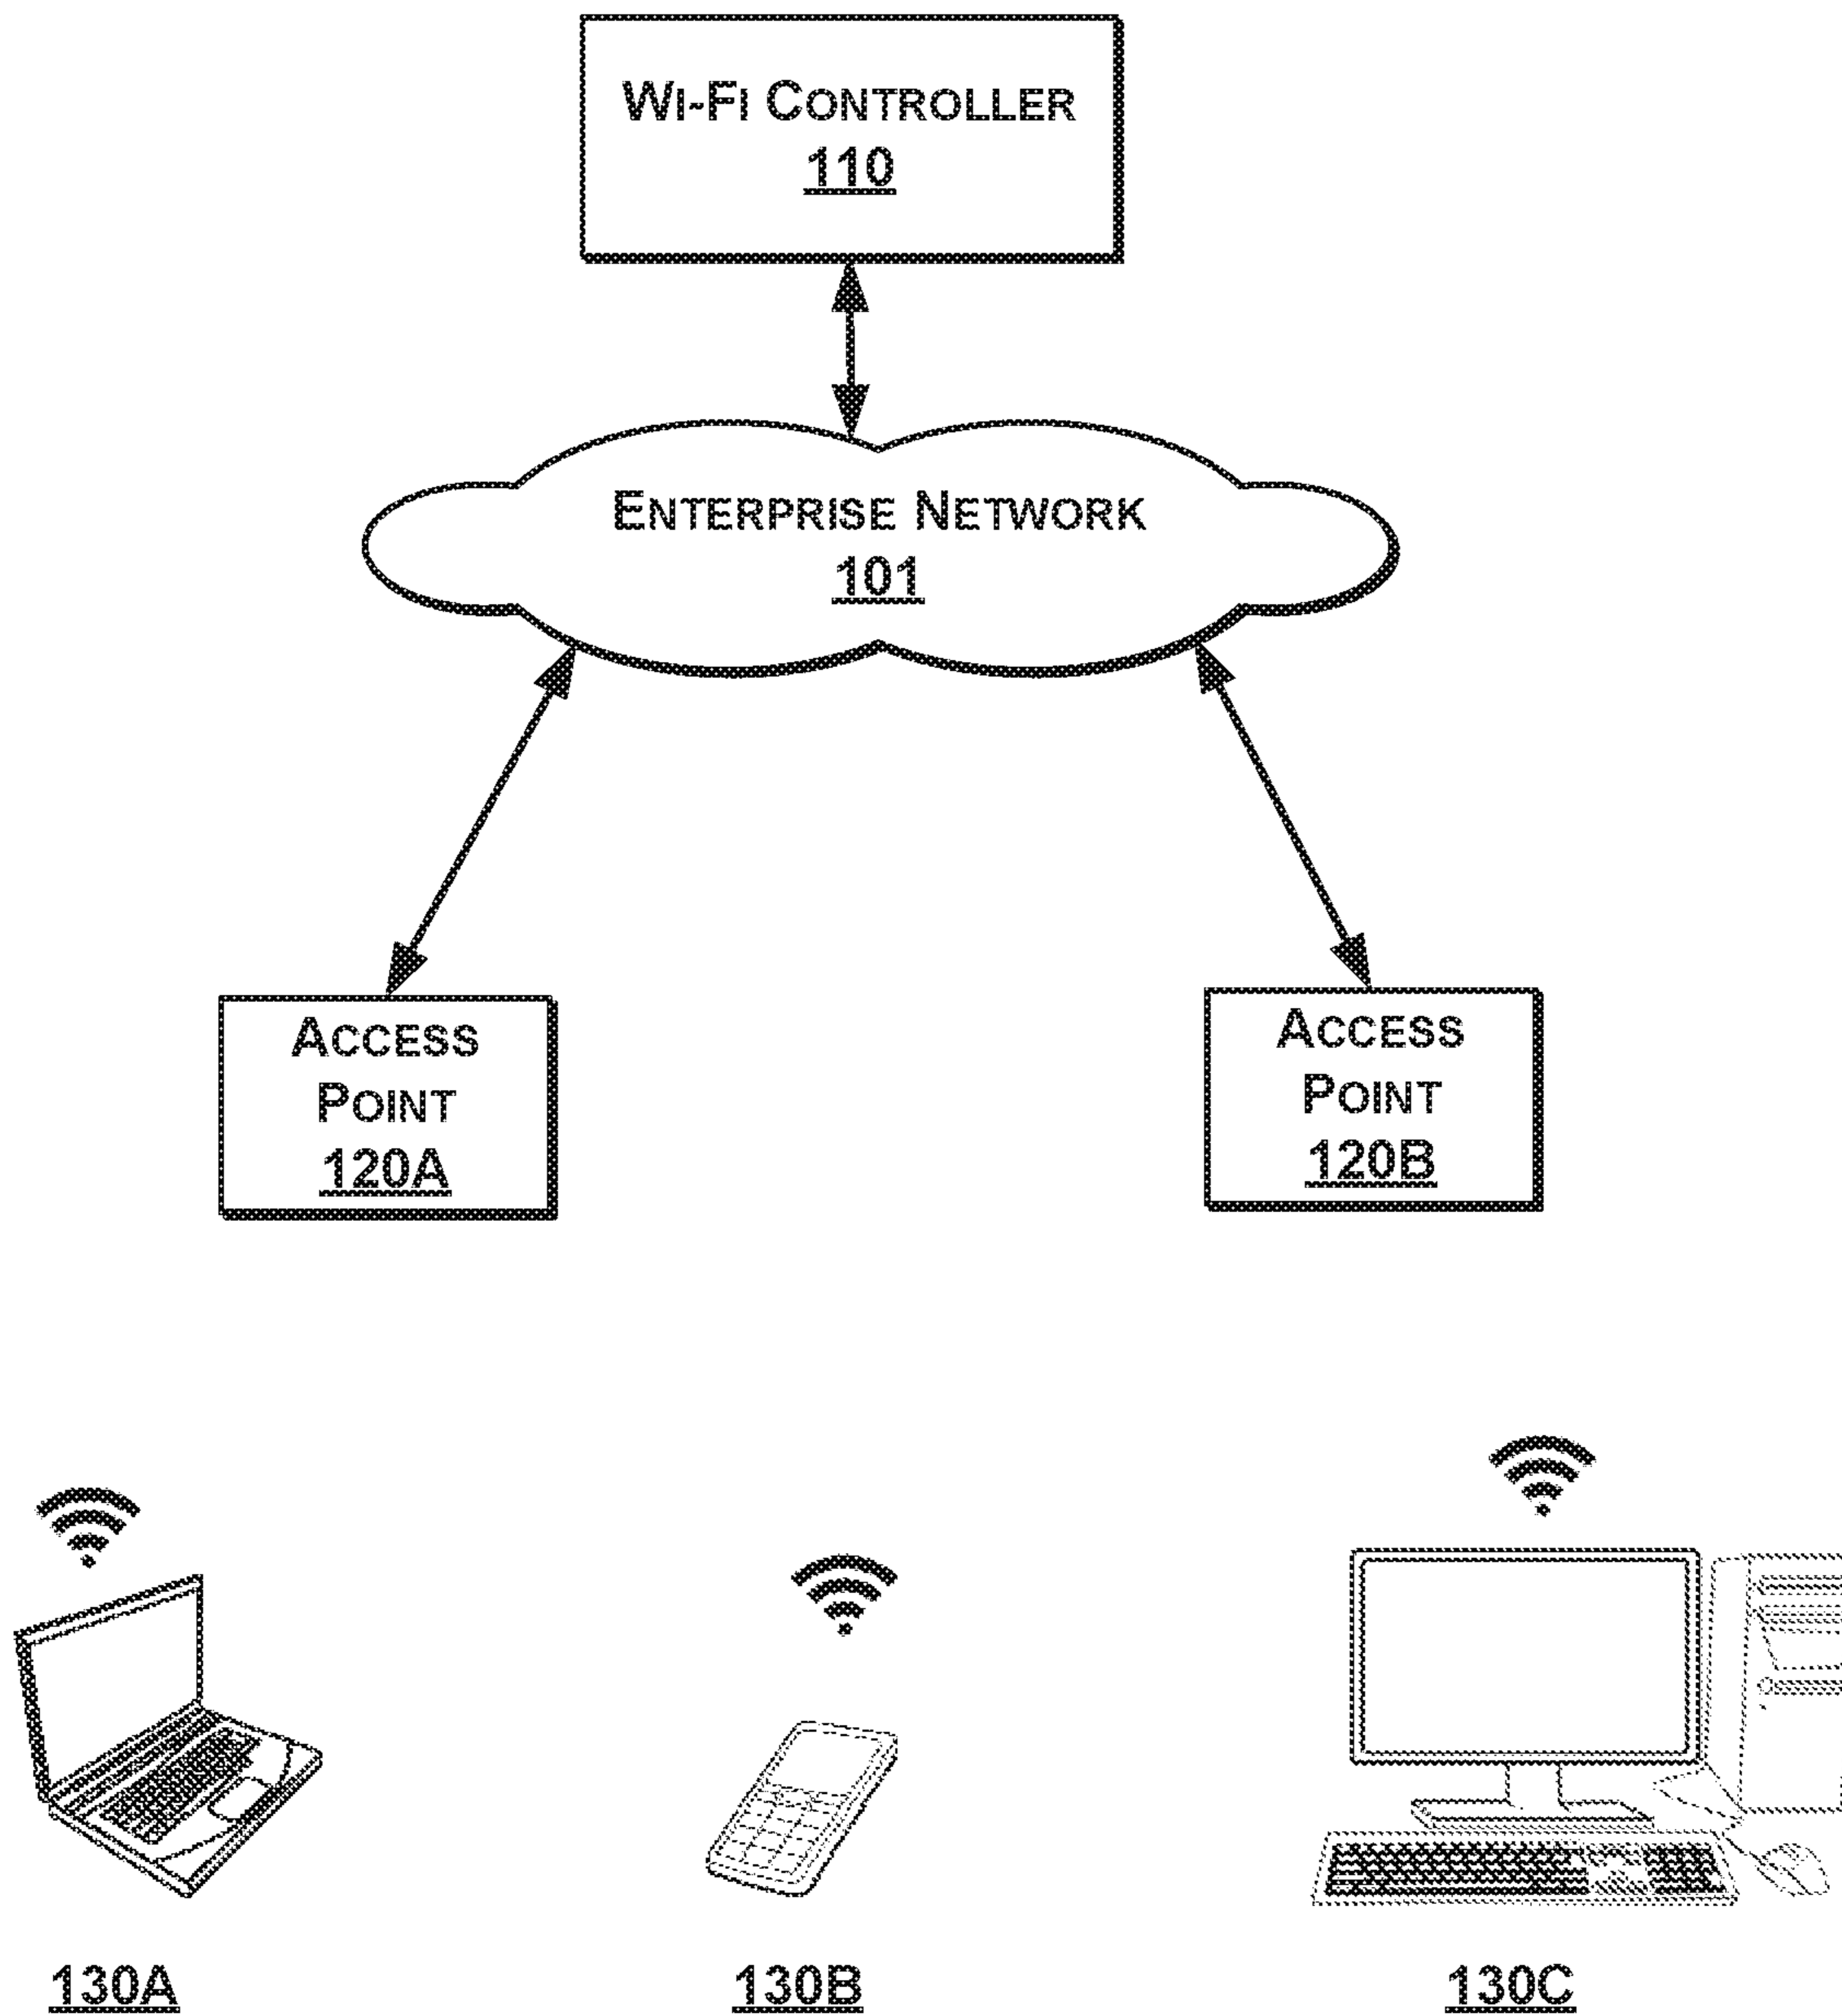 WI-FI CONTROLLER
110
ENTERPRISE NETWORK
101
ACCESS
POINT
120A
ACCESS
POINT
120B
130A
130B
130C